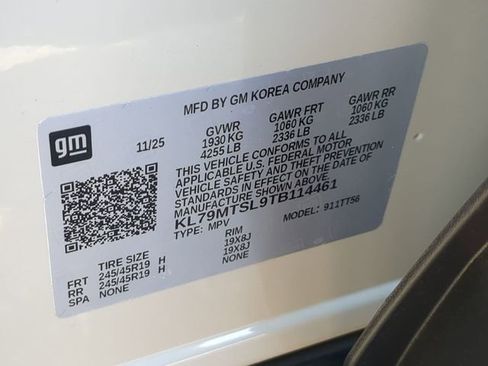 MFD BY GM KOREA COMPANY
gm
11/25
GVWR GAWR FRT GAWR RR
1930 KG 1060 KG 1060 KG
4255 LB 2336 LB 2336 LB
THIS VEHICLE CONFORMS TO ALL
APPLICABLE U.S. FEDERAL MOTOR
VEHICLE SAFETY STANDARDS
IN EFFECT ON THE DATE OF
MANUFACTURE SHOWN ABOVE.
KL79MTSL9TB114461
TYPE: MPV MODEL: 911TT56
TIRE SIZE RIM
FRT 245/45R19 H 19X8J
RR 245/45R19 H 19X8J
SPA NONE NONE